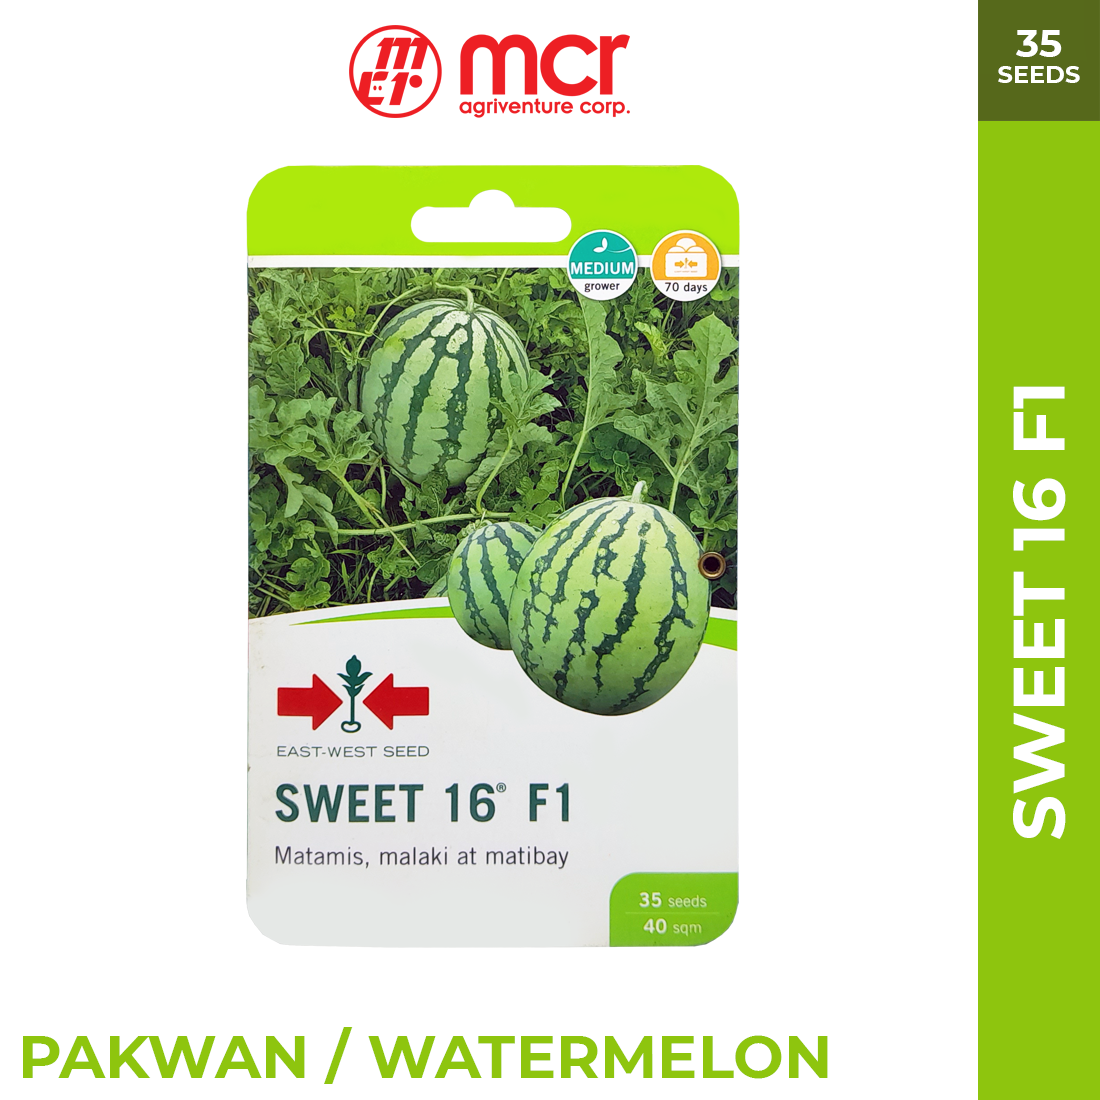 mcr
mcr
agriventure corp.
35
SEEDS
MEDIUM
grower
70 days
EAST-WEST SEED
SWEET 16® F1
Matamis, malaki at matibay
35 seeds
40 sqm
SWEET 16 F1
PAKWAN / WATERMELON